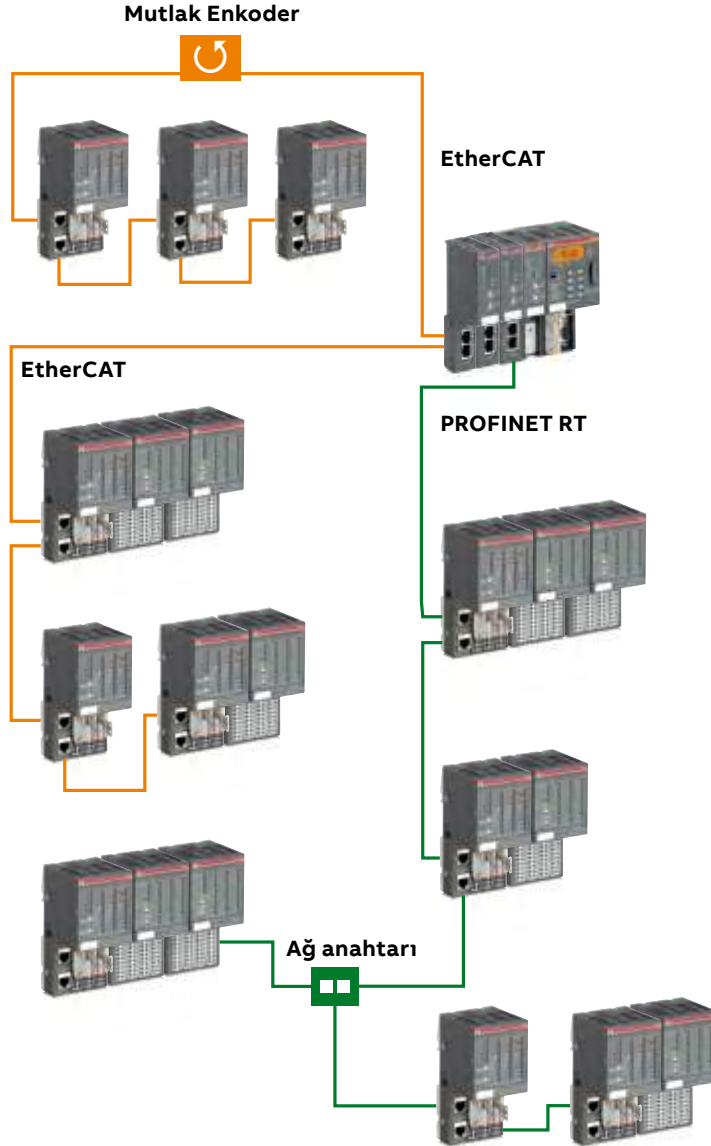 Mutlak Enkoder
EtherCAT
EtherCAT
PROFINET RT
Ağ anahtarı